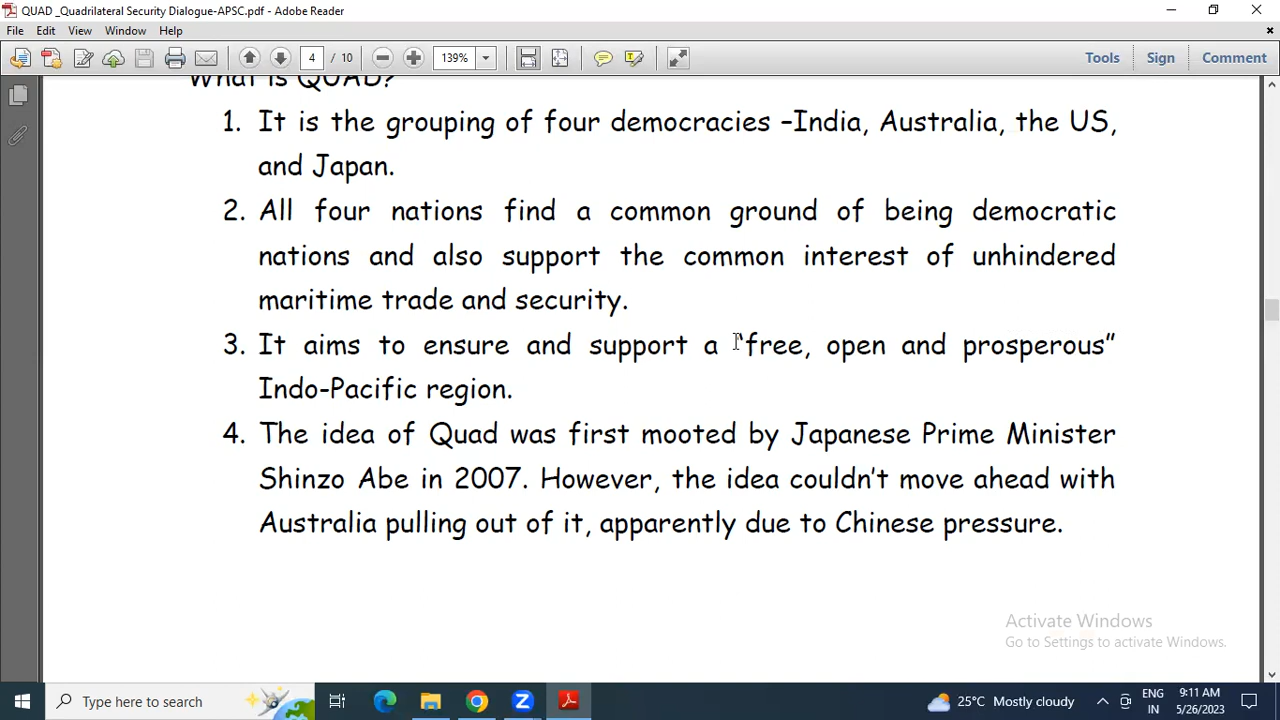 QUAD _Quadrilateral Security Dialogue-APSC.pdf - Adobe Reader
File Edit View Window Help
4 / 10 139% Tools Sign Comment
What is QUAD?
1. It is the grouping of four democracies –India, Australia, the US,
and Japan.
2. All four nations find a common ground of being democratic
nations and also support the common interest of unhindered
maritime trade and security.
3. It aims to ensure and support a “free, open and prosperous”
Indo-Pacific region.
4. The idea of Quad was first mooted by Japanese Prime Minister
Shinzo Abe in 2007. However, the idea couldn’t move ahead with
Australia pulling out of it, apparently due to Chinese pressure.
Activate Windows
Go to Settings to activate Windows.
Type here to search
25°C Mostly cloudy
ENG
IN
9:11 AM
5/26/2023